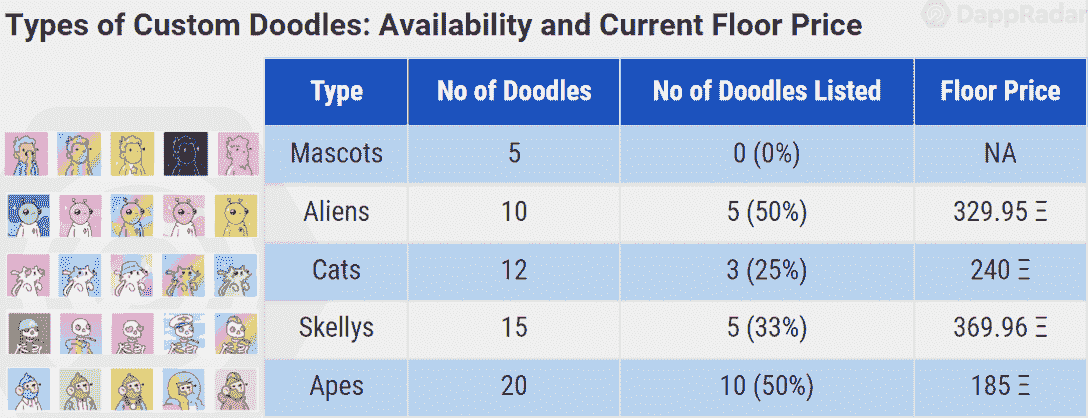 DappRadar
Types of Custom Doodles: Availability and Current Floor Price
Type No of Doodles No of Doodles Listed Floor Price
Mascots 5 0 (0%) NA
Aliens 10 5 (50%) 329.95 Ξ
Cats 12 3 (25%) 240 Ξ
Skellys 15 5 (33%) 369.96 Ξ
Apes 20 10 (50%) 185 Ξ